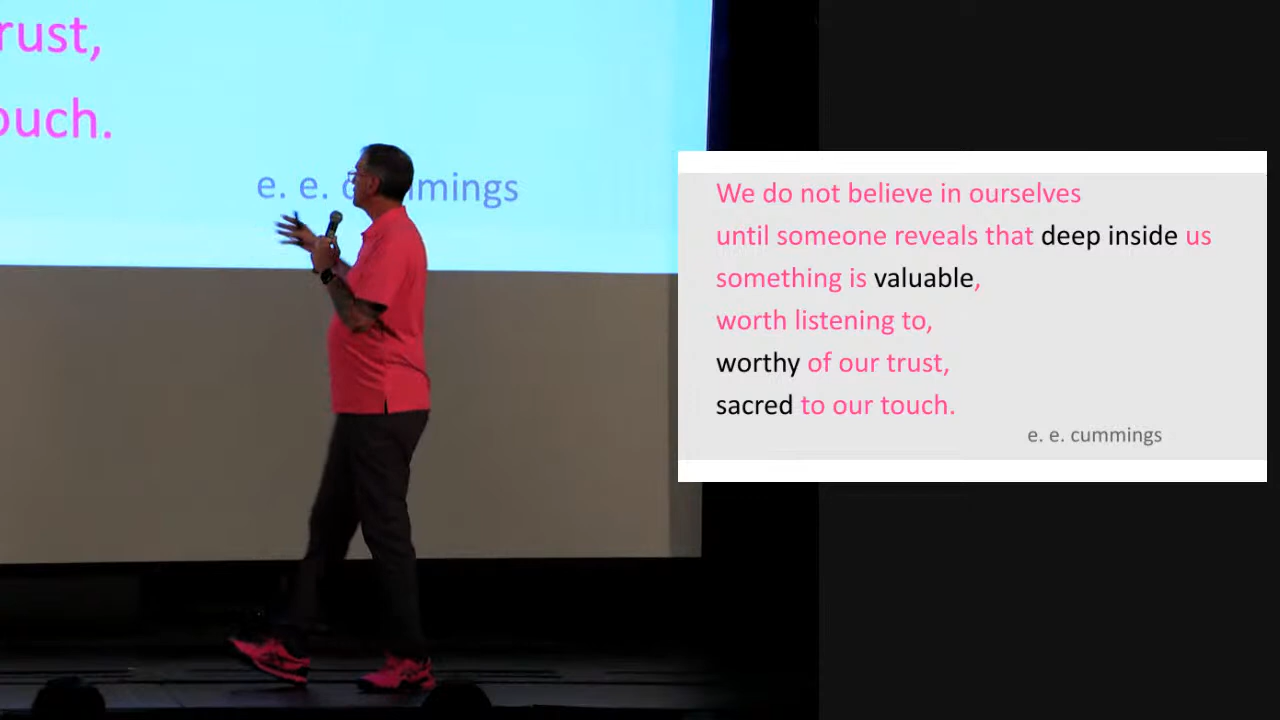 rust,
ouch.
e. e. cummings
We do not believe in ourselves
until someone reveals that deep inside us
something is valuable,
worth listening to,
worthy of our trust,
sacred to our touch.
e. e. cummings